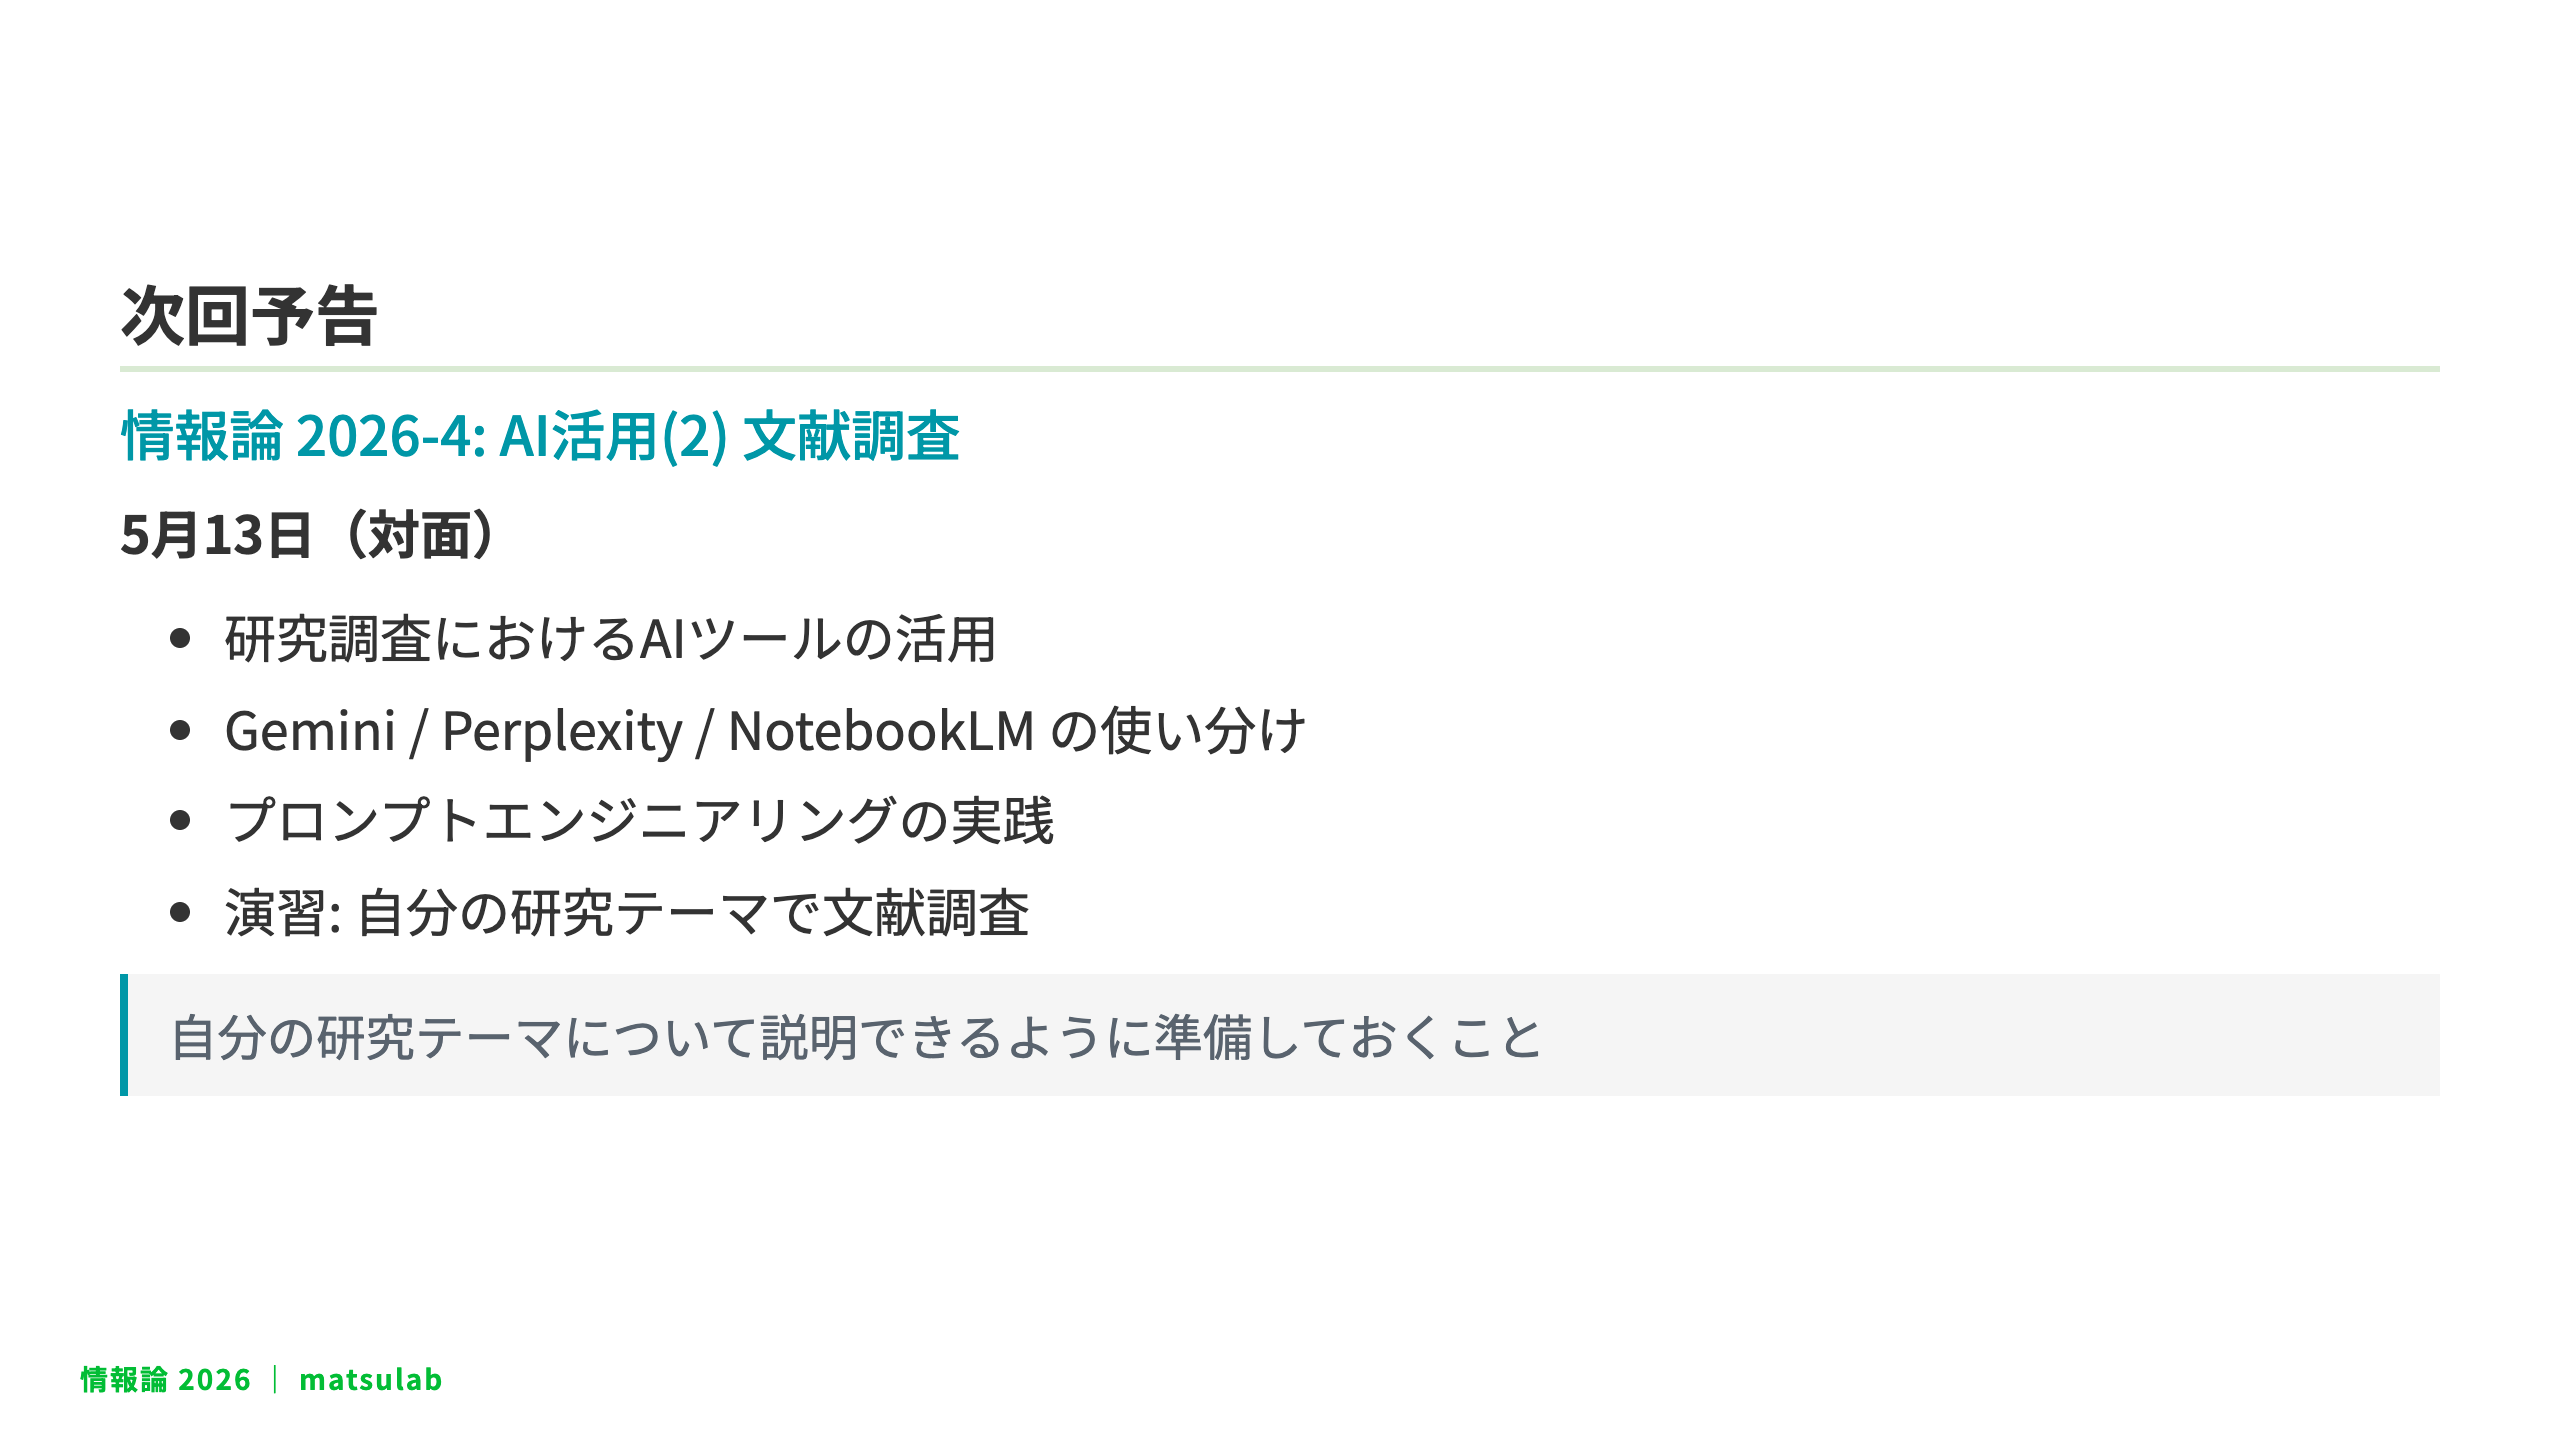 次回予告
情報論 2026-4: AI活用(2) 文献調査
5月13日（対面）
• 研究調査におけるAIツールの活用
• Gemini / Perplexity / NotebookLM の使い分け
• プロンプトエンジニアリングの実践
• 演習: 自分の研究テーマで文献調査
自分の研究テーマについて説明できるように準備しておくこと
情報論 2026 ｜ matsulab